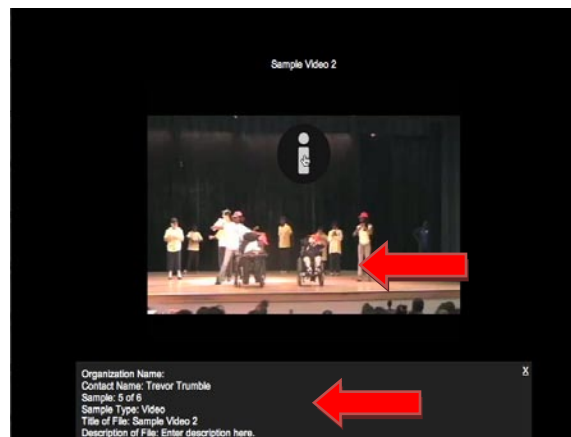 Sample Video 2
Organization Name:
X
Contact Name: Trevor Trumble
Sample: 5 of 6
Sample Type: Video
Title of File: Sample Video 2
Description of File: Enter description here.